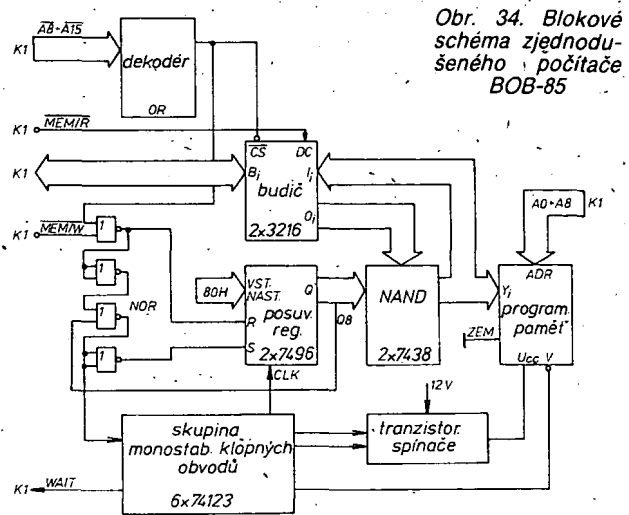 Obr. 34. Blokové
schéma zjednodu-
šeného počítače
BOB-85
K1
A8÷A15
dekodér
OR
K1
MEM/R
K1
CS
DC
Bi
Ii
budič
Oi
2x3216
K1
MEM/W
1
1
1
1
NOR
80H
VST.
NAST.
Q
posuv.
reg.
R
S
2x7496
CLK
Q8
NAND
2x7438
A0÷A8
K1
ADR
Yi
program.
paměť
ZEM
Ucc
V
12V
skupina
monostab. klopných
obvodů
6x74123
tranzistor.
spínače
K1
WAIT